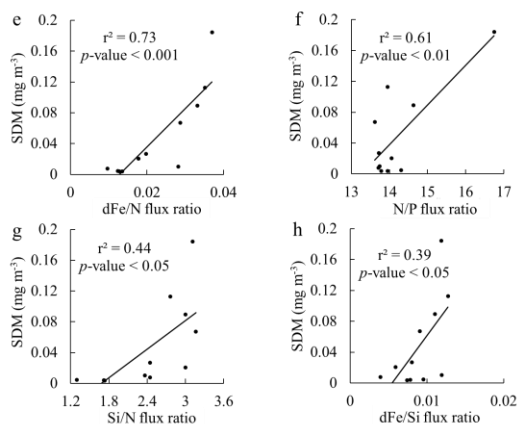 e
r² = 0.73
p-value < 0.001
SDM (mg m⁻³)
0.2
0.16
0.12
0.08
0.04
0
0 0.02 0.04
dFe/N flux ratio
f
r² = 0.61
p-value < 0.01
SDM (mg m⁻³)
0.2
0.16
0.12
0.08
0.04
0
13 14 15 16 17
N/P flux ratio
g
r² = 0.44
p-value < 0.05
SDM (mg m⁻³)
0.2
0.16
0.12
0.08
0.04
0
1.2 1.8 2.4 3.0 3.6
Si/N flux ratio
h
r² = 0.39
p-value < 0.05
SDM (mg m⁻³)
0.2
0.16
0.12
0.08
0.04
0
0 0.01 0.02
dFe/Si flux ratio